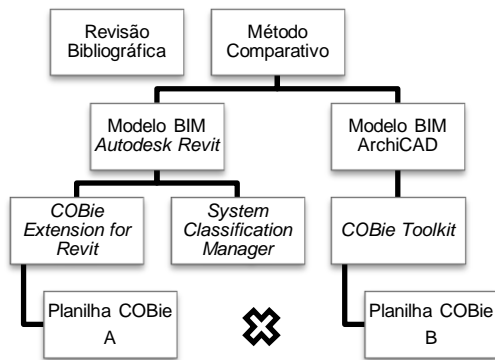 Revisão
Bibliográfica
Método
Comparativo
Modelo BIM
Autodesk Revit
Modelo BIM
ArchiCAD
COBie
Extension for
Revit
System
Classification
Manager
COBie Toolkit
Planilha COBie
A
Planilha COBie
B